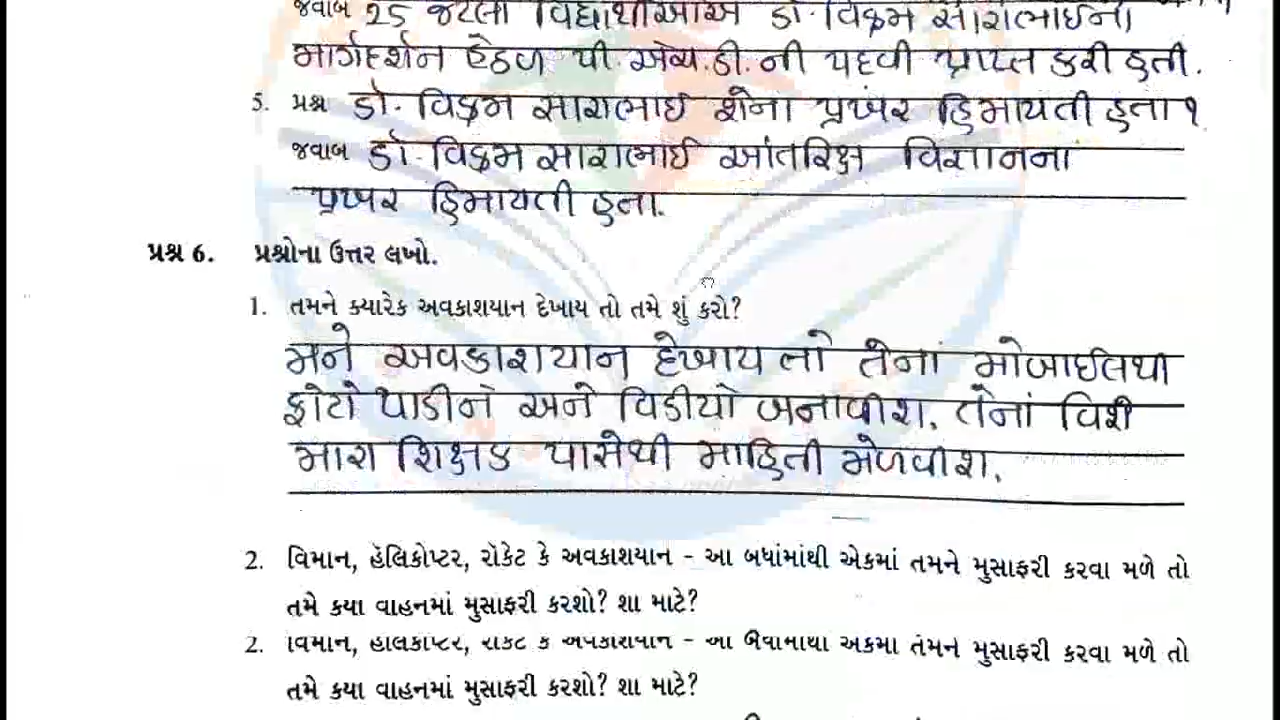 જવાબ 25 જેટલા વિદ્યાર્થીઓએ ડૉ. વિક્રમ સારાભાઈના
માર્ગદર્શન હેઠળ પી. એચ. ડી. ની પદવી પ્રાપ્ત કરી હતી.
5. પ્રશ્ન ડૉ. વિક્રમ સારાભાઈ શેના પ્રખર હિમાયતી હતા?
જવાબ ડૉ. વિક્રમ સારાભાઈ આંતરિક્ષ વિજ્ઞાનના
પ્રખર હિમાયતી હતા.
પ્રશ્ન 6. પ્રશ્નોના ઉત્તર લખો.
1. તમને ક્યારેક અવકાશયાન દેખાય તો તમે શું કરો?
મને અવકાશયાન દેખાય તો તેનાં મોબાઈલથી
ફોટો પાડીને અને વિડીયો બનાવીશ. તેનાં વિશે
મારા શિક્ષક પાસેથી માહિતી મેળવીશ.
2. વિમાન, હૅલિકોપ્ટર, રૉકેટ કે અવકાશયાન - આ બધાંમાંથી એકમાં તમને મુસાફરી કરવા મળે તો
તમે કયા વાહનમાં મુસાફરી કરશો? શા માટે?
2. વિમાન, હૅલિકોપ્ટર, રૉકેટ કે અવકાશયાન - આ બધાંમાંથી એકમાં તમને મુસાફરી કરવા મળે તો
તમે કયા વાહનમાં મુસાફરી કરશો? શા માટે?